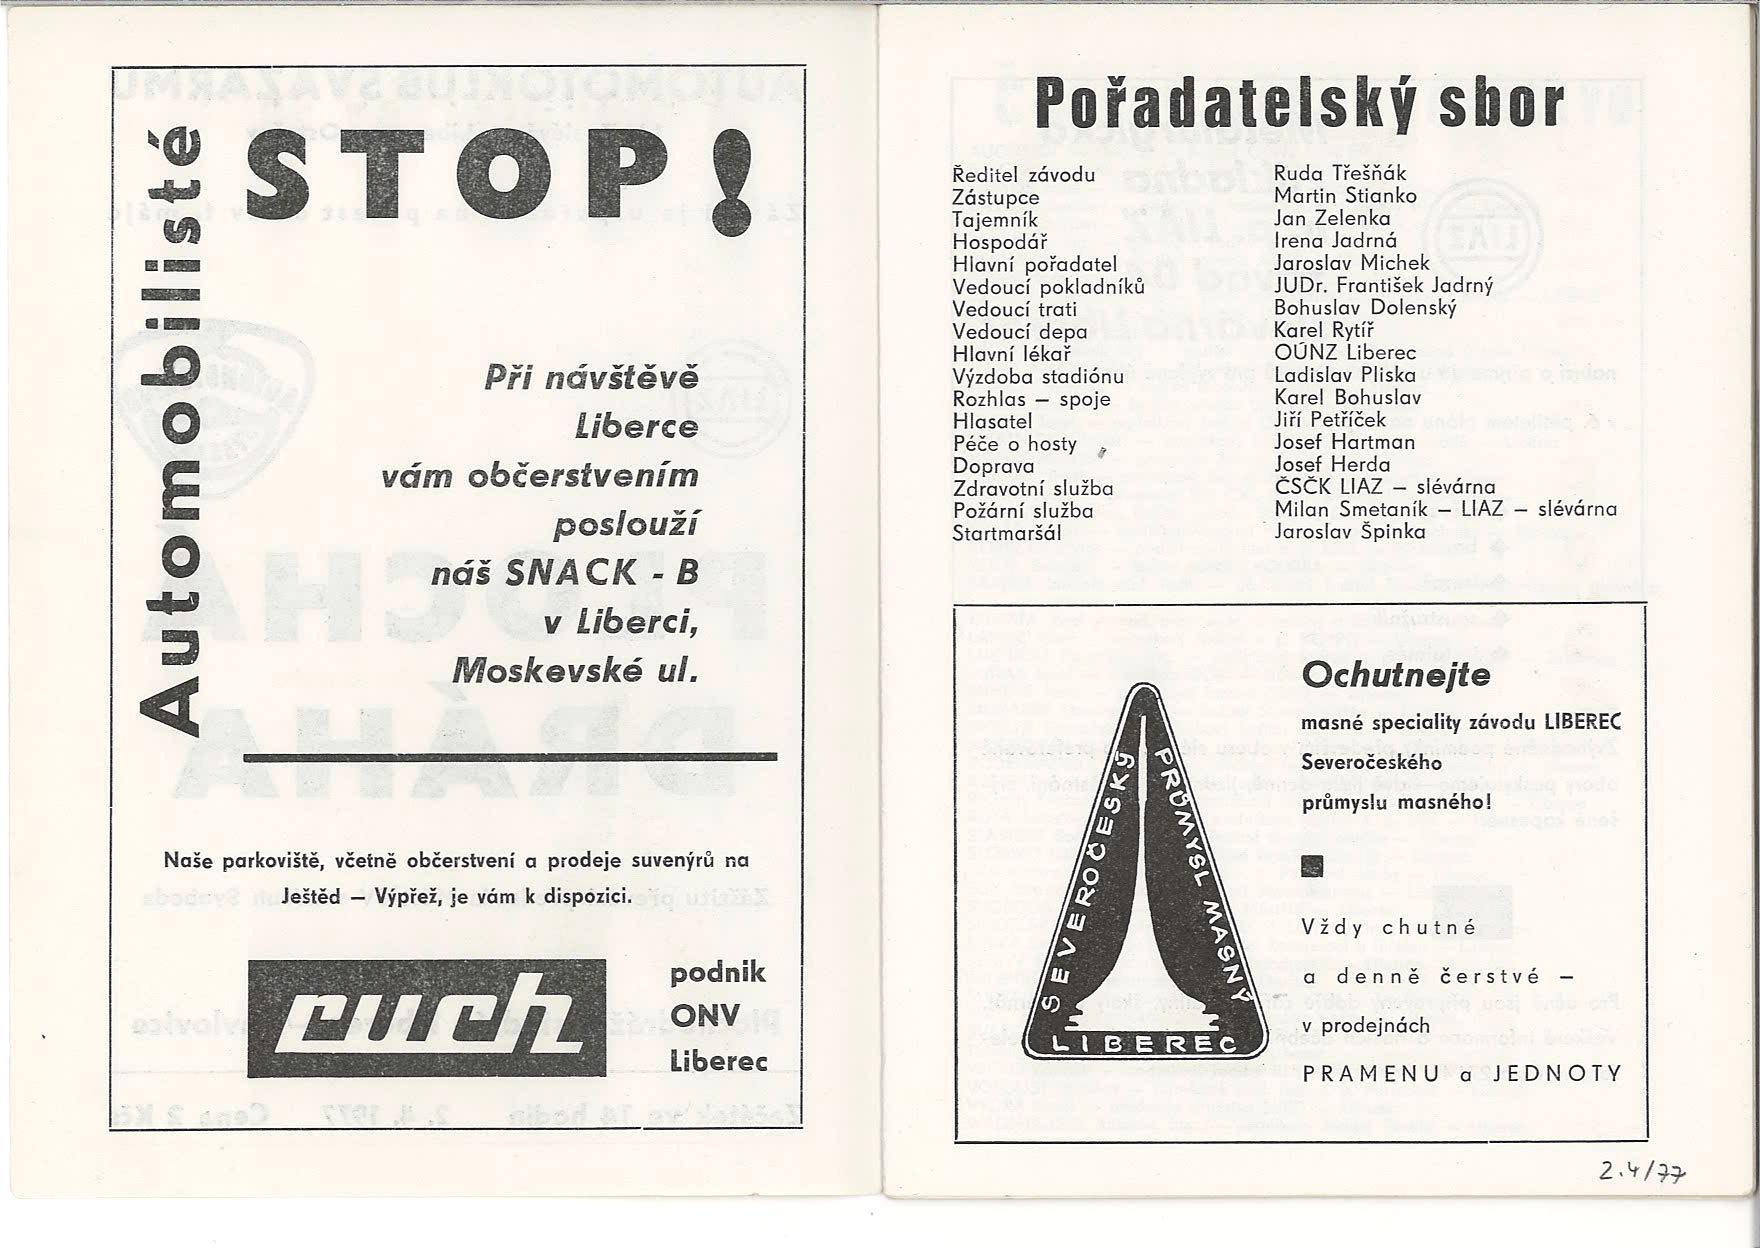 Automobilisté
STOP!
Při návštěvě
Liberce
vám občerstvením
poslouží
náš SNACK - B
v Liberci,
Moskevské ul.
Naše parkoviště, včetně občerstvení a prodeje suvenýrů na
Ještěd — Výpřež, je vám k dispozici.
ruch
podnik
ONV
Liberec
Pořadatelský sbor
Ředitel závodu Ruda Třešňák
Zástupce Martin Stianko
Tajemník Jan Zelenka
Hospodář Irena Jadrná
Hlavní pořadatel Jaroslav Michek
Vedoucí pokladníků JUDr. František Jadrný
Vedoucí trati Bohuslav Dolenský
Vedoucí depa Karel Rytíř
Hlavní lékař OÚNZ Liberec
Výzdoba stadiónu Ladislav Pliska
Rozhlas — spoje Karel Bohuslav
Hlasatel Jiří Petříček
Péče o hosty Josef Hartman
Doprava Josef Herda
Zdravotní služba ČSČK LIAZ — slévárna
Požární služba Milan Smetaník — LIAZ — slévárna
Startmaršál Jaroslav Špinka
SEVEROČESKÝ
PRŮMYSL MASNÝ
LIBEREC
Ochutnejte
masné speciality závodu LIBEREC
Severočeského
průmyslu masného!
Vždy chutné
a denně čerstvé —
v prodejnách
PRAMENU a JEDNOTY
2.4/77